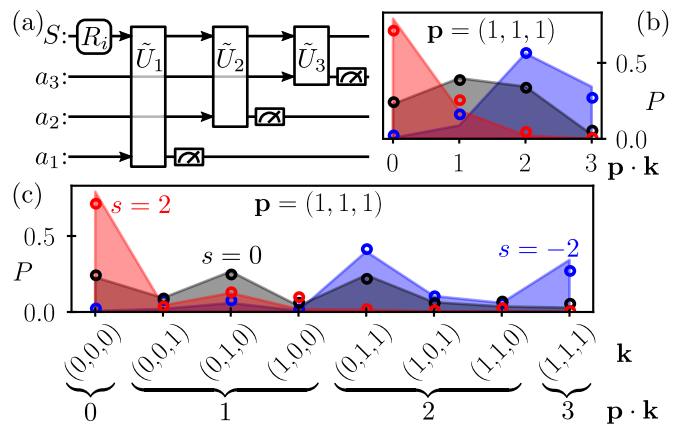 (a)
S:
R_i
Ũ_1
Ũ_2
Ũ_3
a_3:
a_2:
a_1:
(b)
p = (1, 1, 1)
0.5
P
0.0
0 1 2 3
p · k
(c)
s = 2
p = (1, 1, 1)
s = 0
s = −2
0.5
P
0.0
(0,0,0) (0,0,1) (0,1,0) (1,0,0) (0,1,1) (1,0,1) (1,1,0) (1,1,1)
k
0 1 2 3
p · k